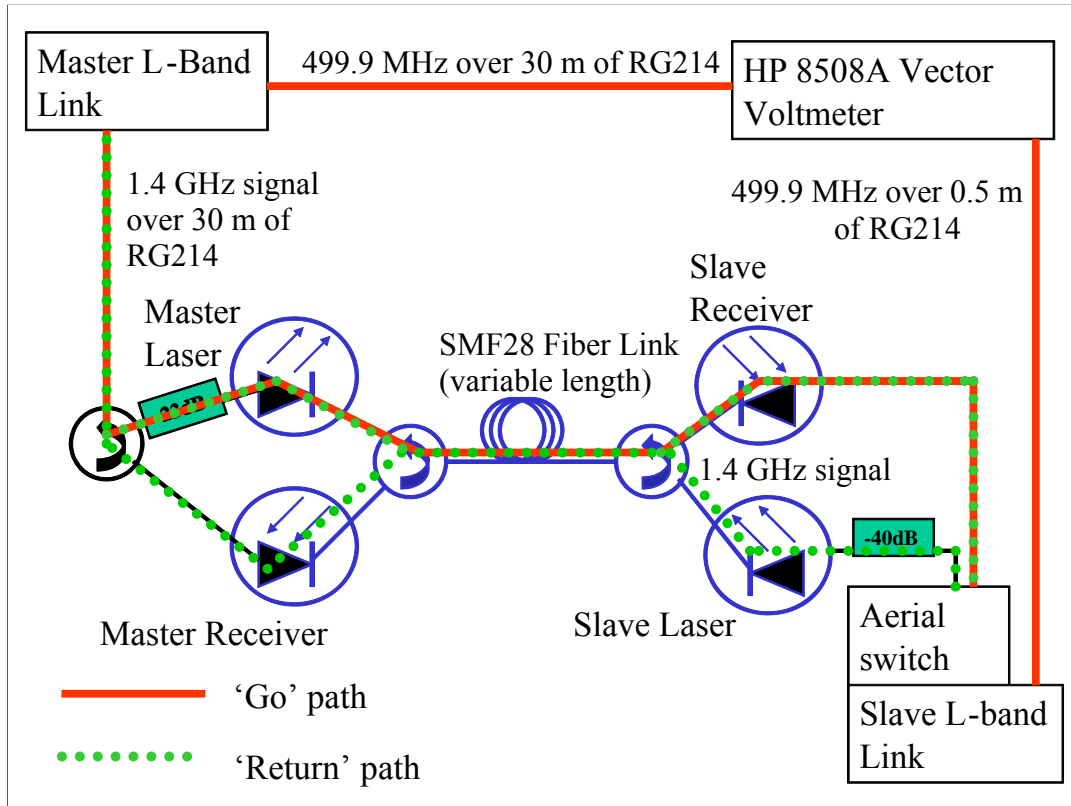 Master L-Band
Link
499.9 MHz over 30 m of RG214
HP 8508A Vector
Voltmeter
1.4 GHz signal
over 30 m of
RG214
499.9 MHz over 0.5 m
of RG214
Slave
Receiver
Master
Laser
SMF28 Fiber Link
(variable length)
1.4 GHz signal
-40dB
Master Receiver
Slave Laser
Aerial
switch
Slave L-band
Link
‘Go’ path
‘Return’ path